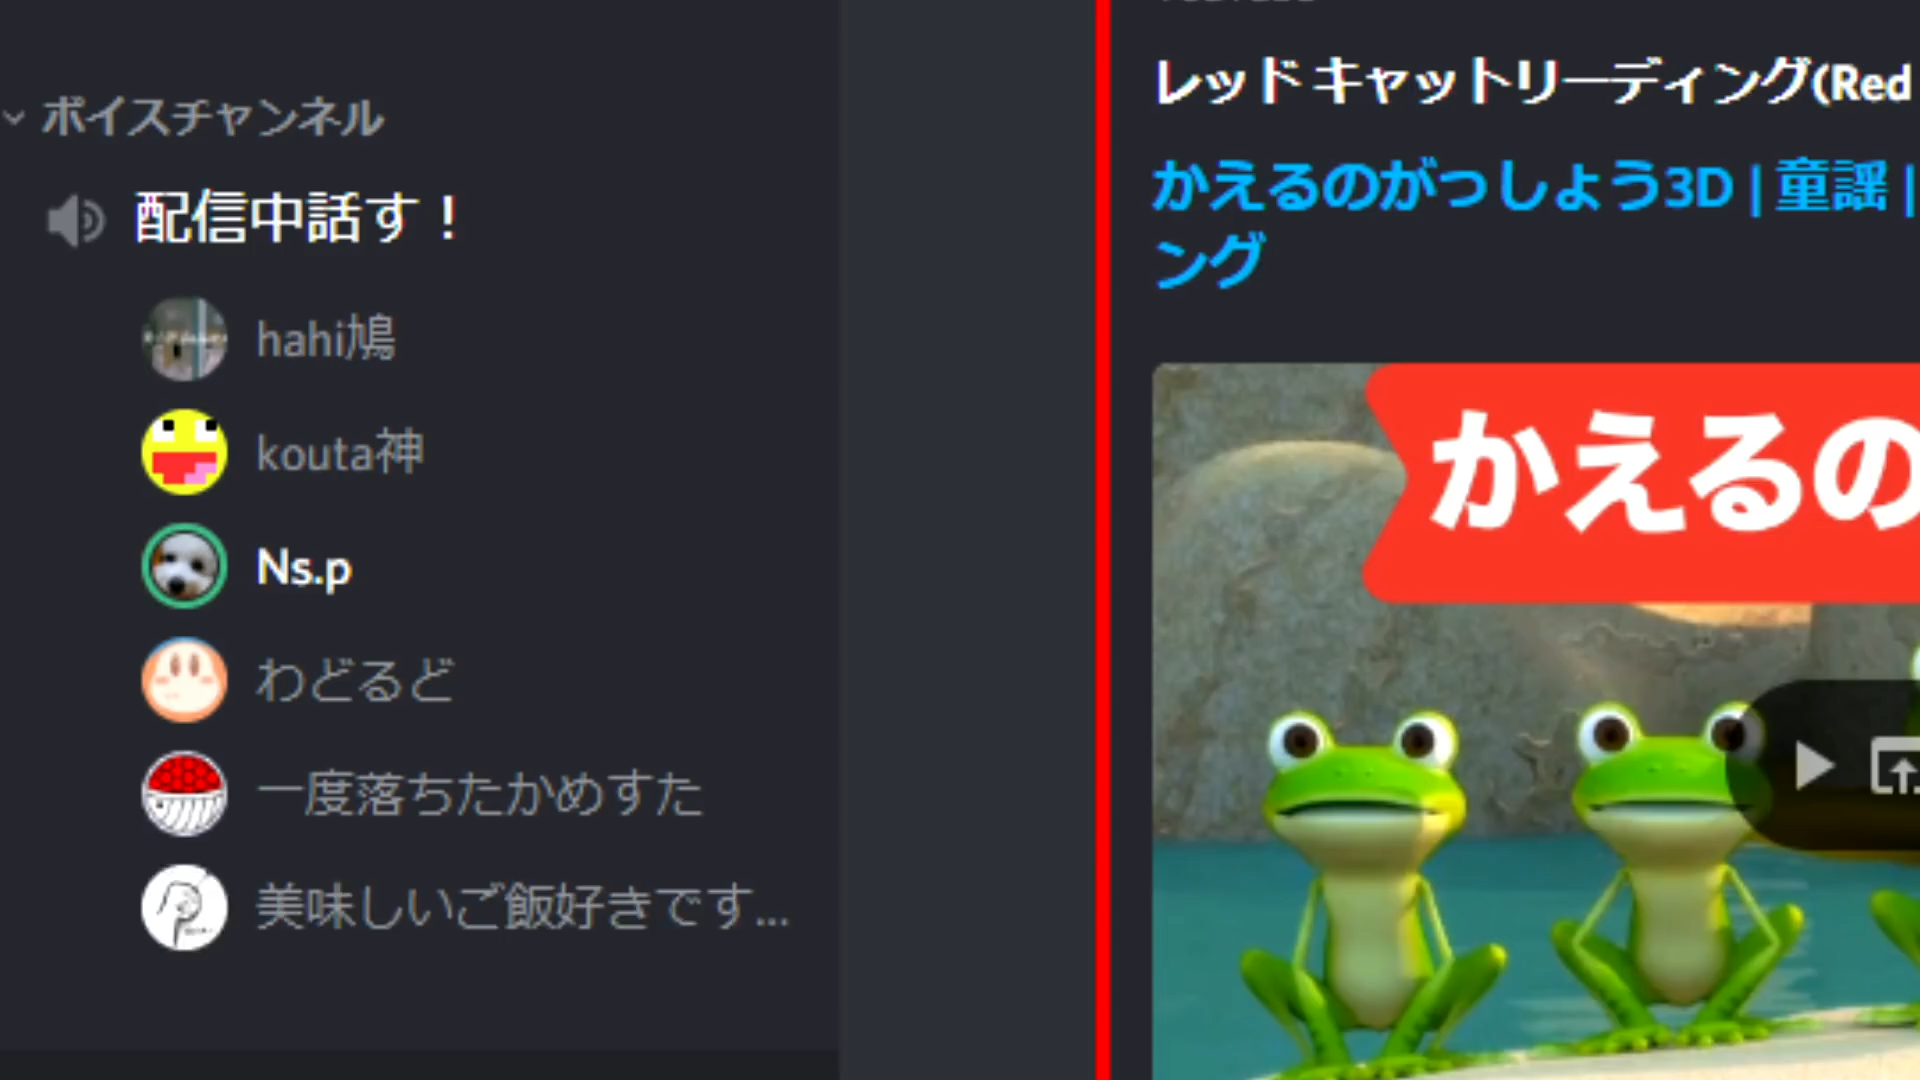 ボイスチャンネル
配信中話す！
hahi鳩
kouta神
Ns.p
わどるど
一度落ちたかめすた
美味しいご飯好きです...
レッド キャットリーディング(Red
かえるのがっしょう3D | 童謡 |
ング
かえるの